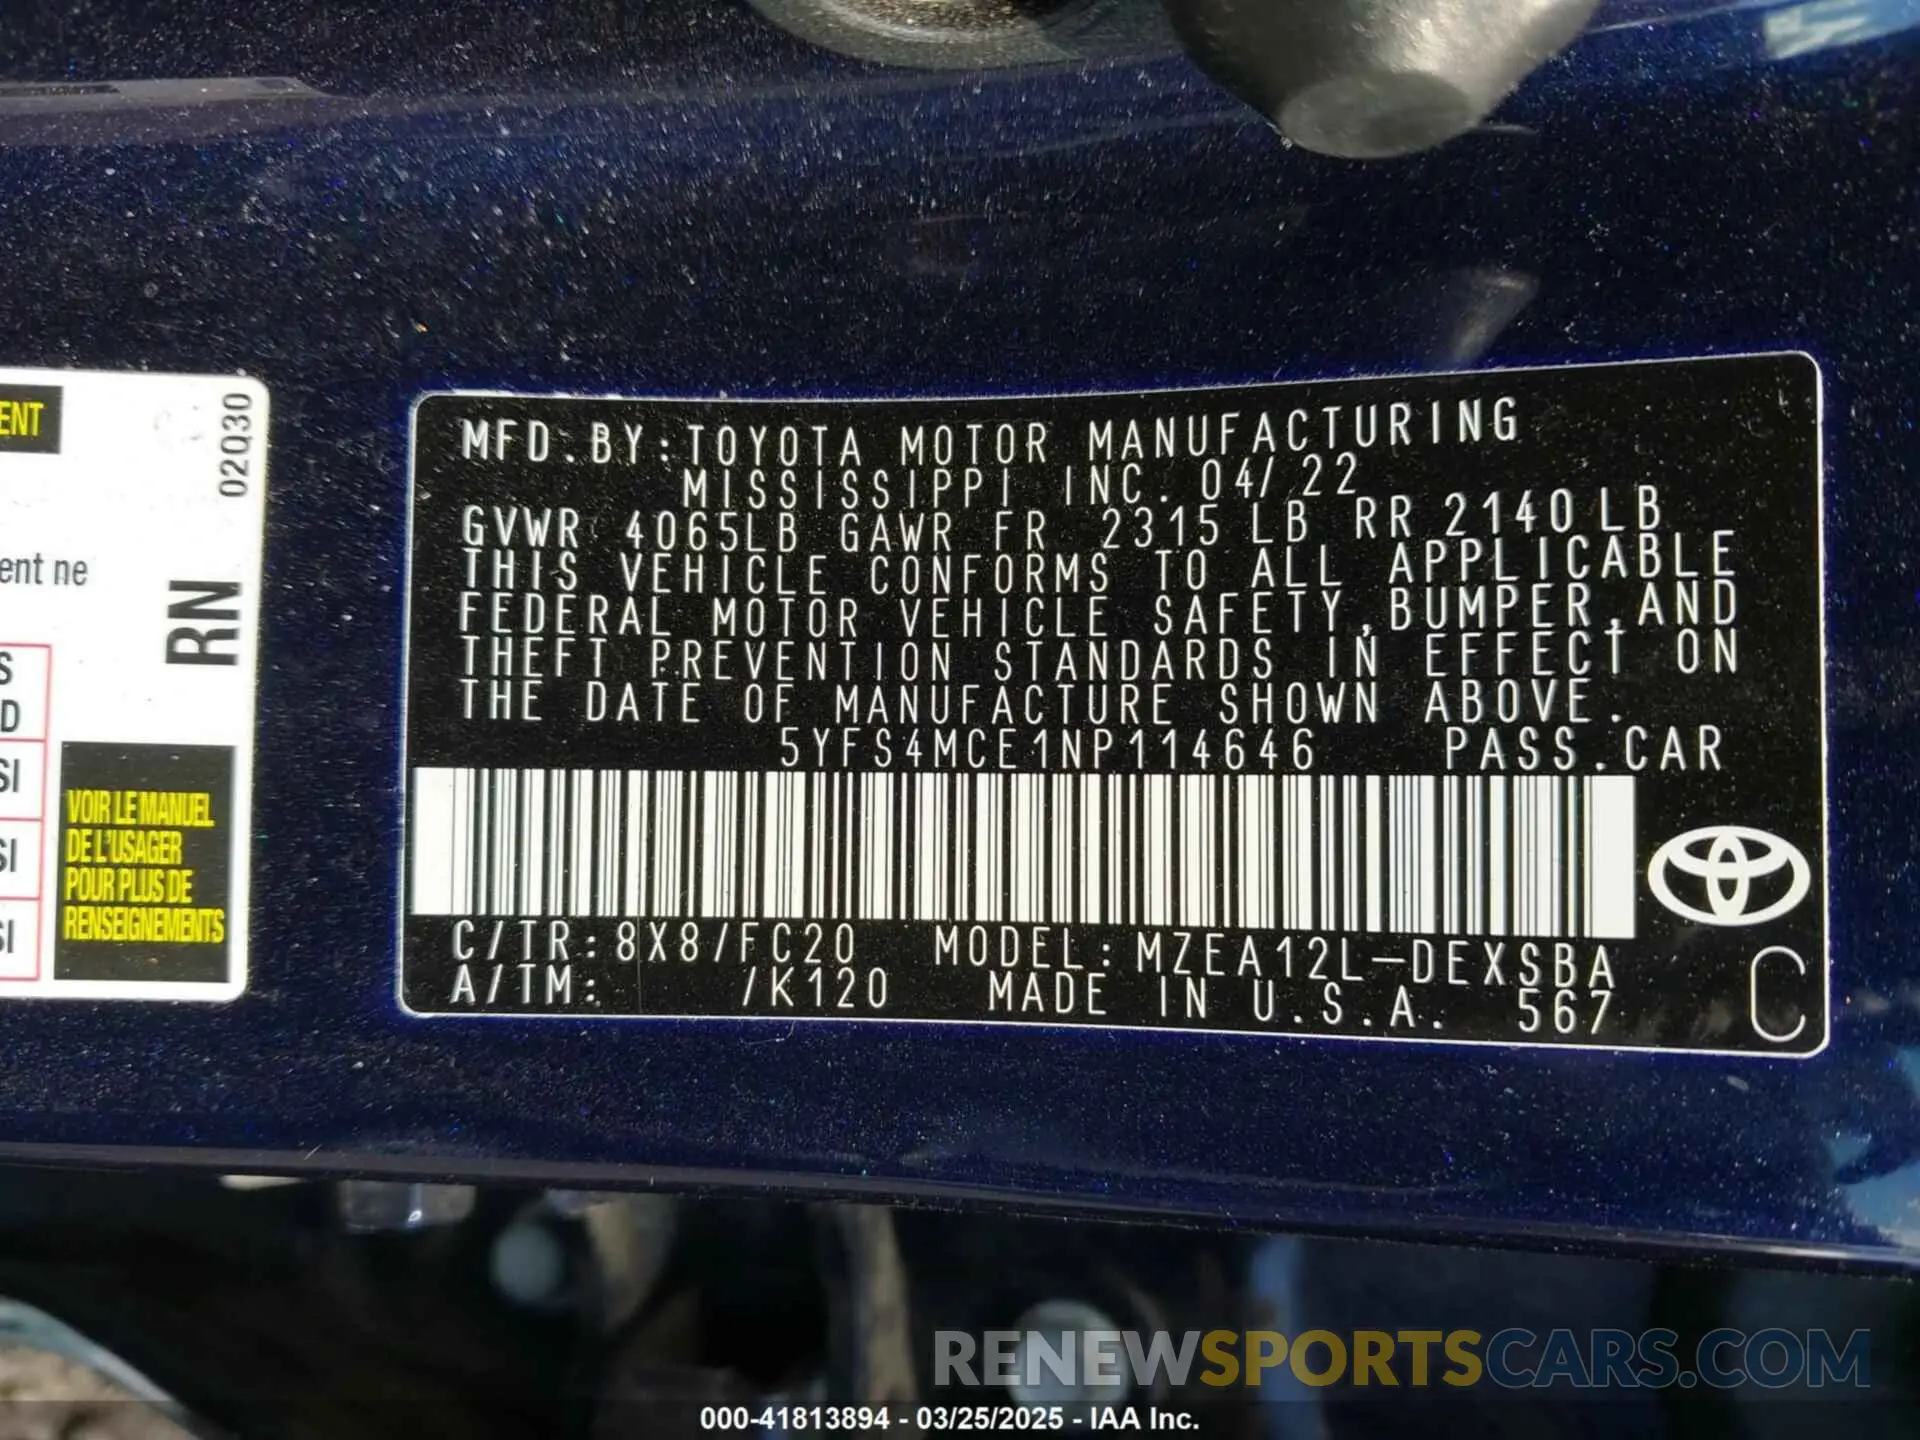 ENT
02Q30
ent ne
RN
S
D
SI
SI
SI
VOIR LE MANUEL
DE L'USAGER
POUR PLUS DE
RENSEIGNEMENTS
MFD.BY:TOYOTA MOTOR MANUFACTURING
MISSISSIPPI INC. 04/22
GVWR 4065LB GAWR FR 2315 LB RR 2140LB
THIS VEHICLE CONFORMS TO ALL APPLICABLE
FEDERAL MOTOR VEHICLE SAFETY,BUMPER,AND
THEFT PREVENTION STANDARDS IN EFFECT ON
THE DATE OF MANUFACTURE SHOWN ABOVE.
5YFS4MCE1NP114646 PASS.CAR
C/TR:8X8/FC20 MODEL:MZEA12L-DEXSBA
A/TM: /K120 MADE IN U.S.A. 567
C
RENEWSPORTSCARS.COM
000-41813894 - 03/25/2025 - IAA Inc.